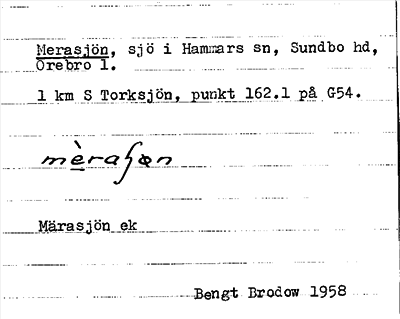 Merasjön, sjö i Hammars sn, Sundbo hd,
Örebro l.
1 km S Torksjön, punkt 162.1 på G54.
mèraʃøn
Märasjön ek
Bengt Brodow 1958